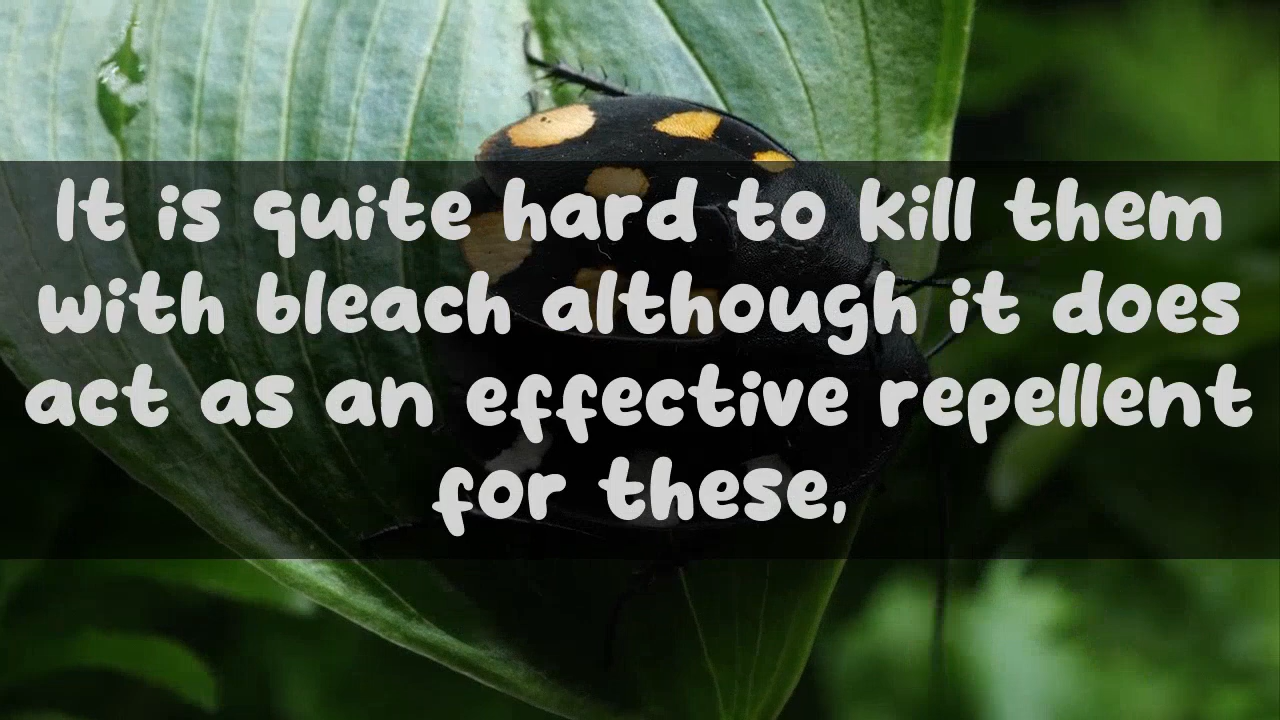 It is quite hard to kill them
with bleach although it does
act as an effective repellent
for these,